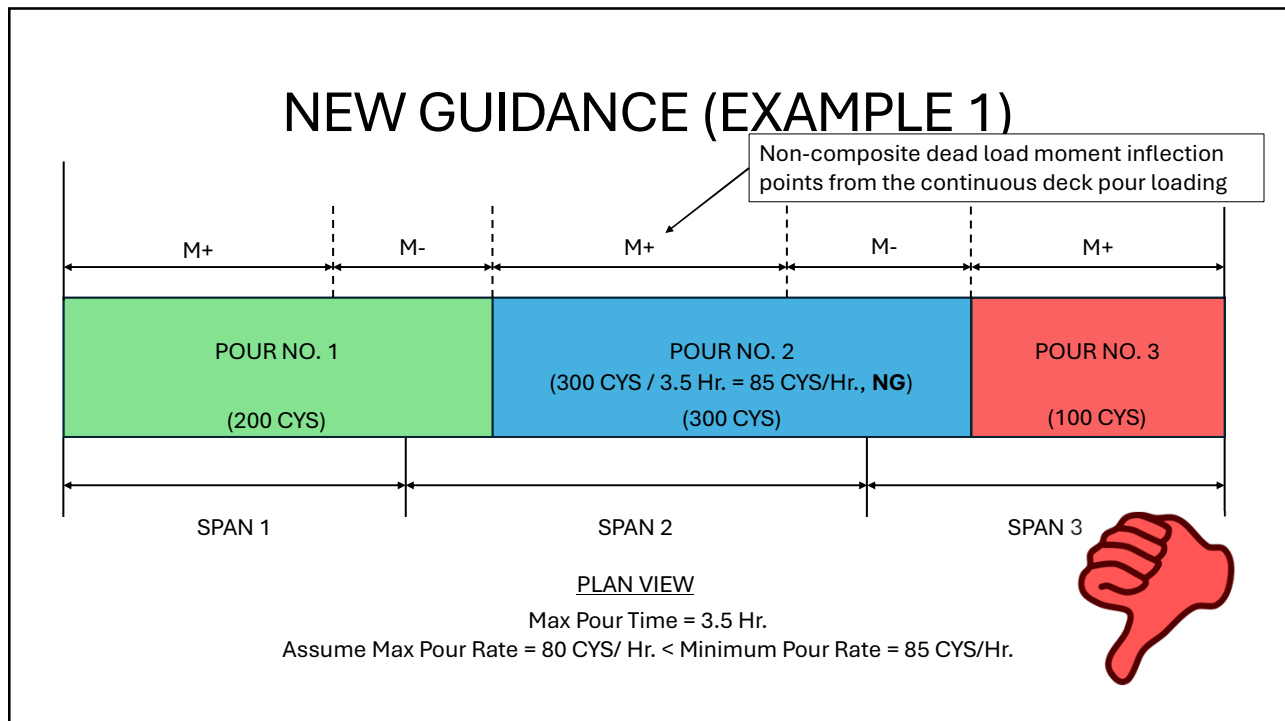 NEW GUIDANCE (EXAMPLE 1)
Non-composite dead load moment inflection
points from the continuous deck pour loading
M+
M-
M+
M-
M+
POUR NO. 1
(200 CYS)
POUR NO. 2
(300 CYS / 3.5 Hr. = 85 CYS/Hr., NG)
(300 CYS)
POUR NO. 3
(100 CYS)
SPAN 1
SPAN 2
SPAN 3
PLAN VIEW
Max Pour Time = 3.5 Hr.
Assume Max Pour Rate = 80 CYS/ Hr. < Minimum Pour Rate = 85 CYS/Hr.